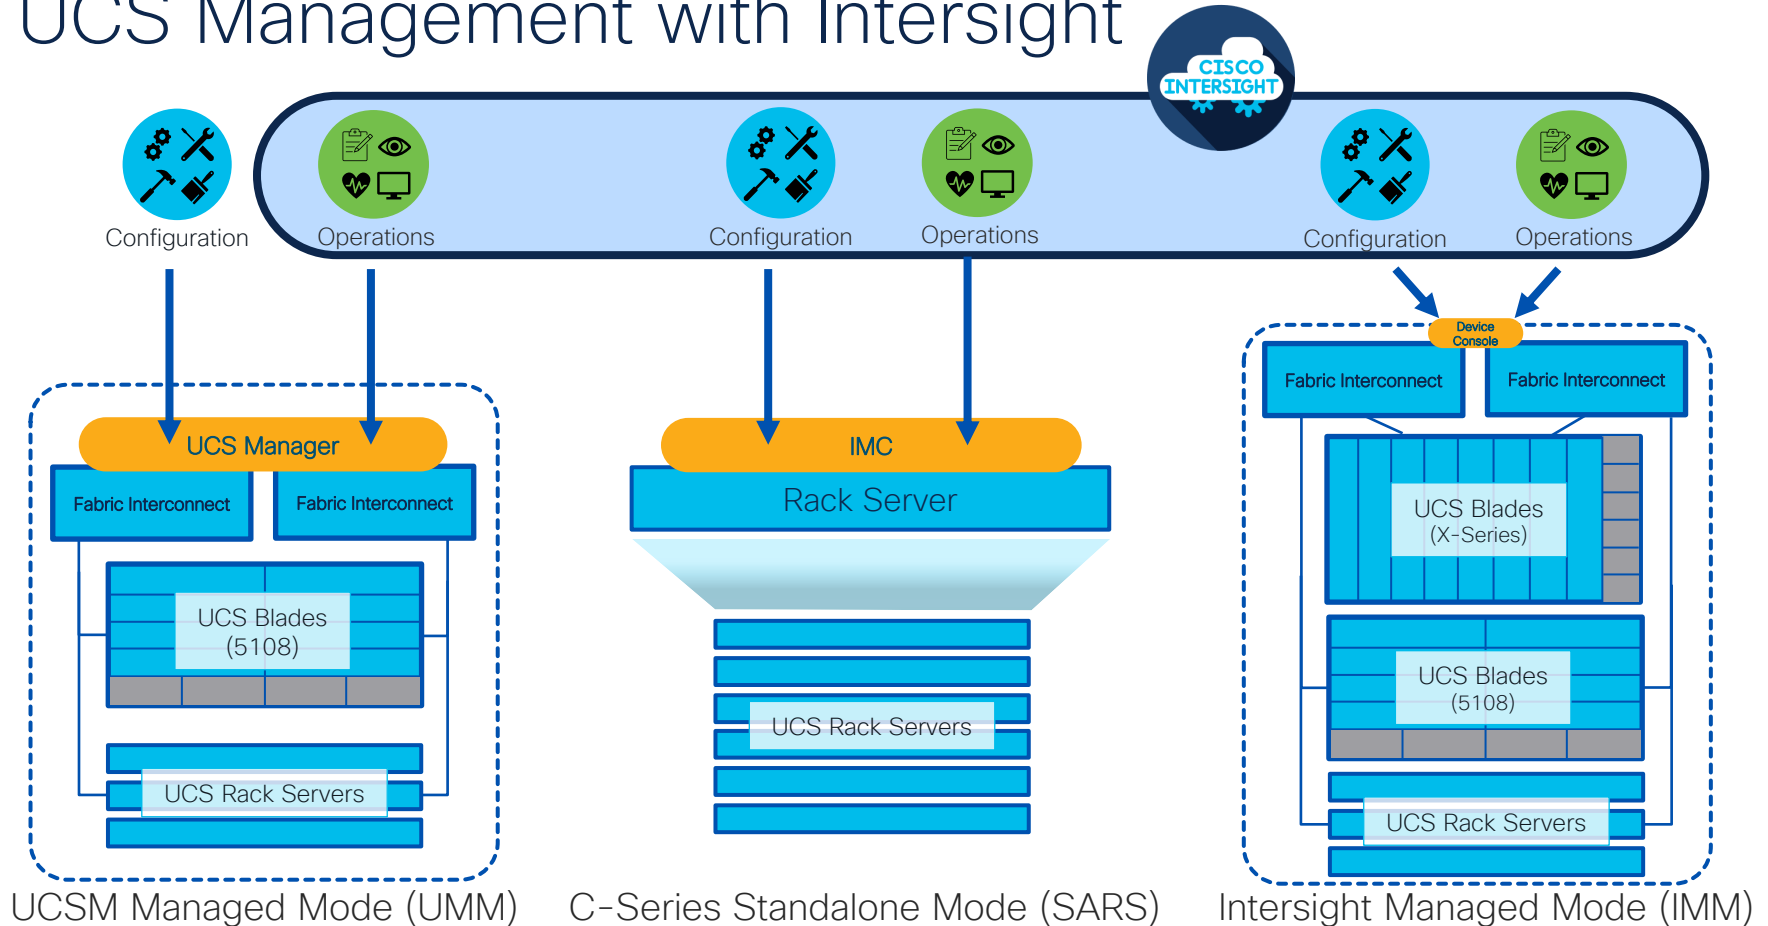 UCS Management with Intersight
CISCO
INTERSIGHT
Configuration
Operations
Configuration
Operations
Configuration
Operations
UCS Manager
Fabric Interconnect
Fabric Interconnect
UCS Blades
(5108)
UCS Rack Servers
UCSM Managed Mode (UMM)
IMC
Rack Server
UCS Rack Servers
C-Series Standalone Mode (SARS)
Device
Console
Fabric Interconnect
Fabric Interconnect
UCS Blades
(X-Series)
UCS Blades
(5108)
UCS Rack Servers
Intersight Managed Mode (IMM)